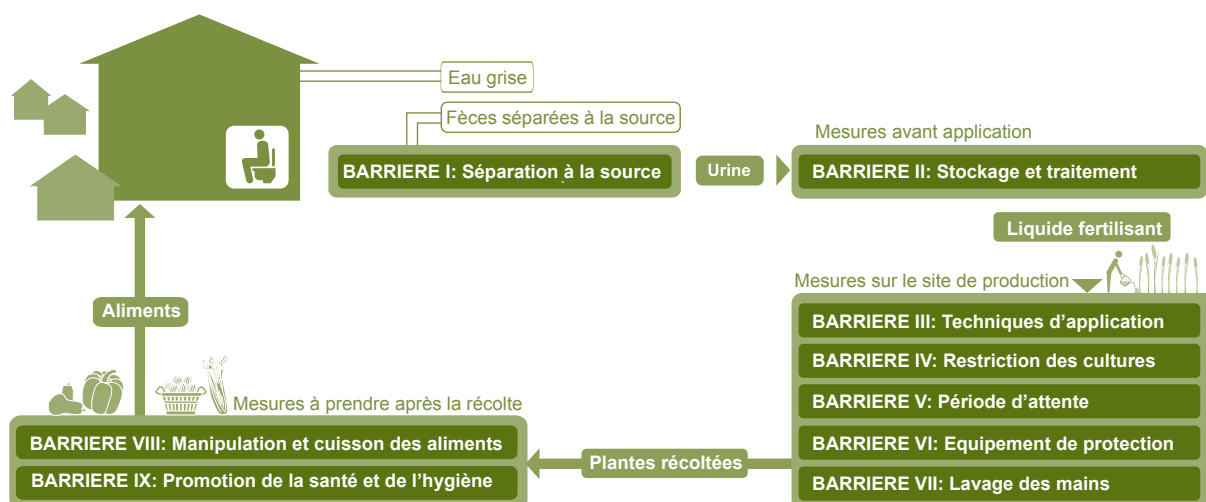 Eau grise
Fèces séparées à la source
BARRIERE I: Séparation à la source
Urine
Mesures avant application
BARRIERE II: Stockage et traitement
Liquide fertilisant
Mesures sur le site de production
BARRIERE III: Techniques d’application
BARRIERE IV: Restriction des cultures
BARRIERE V: Période d’attente
BARRIERE VI: Equipement de protection
BARRIERE VII: Lavage des mains
Plantes récoltées
Mesures à prendre après la récolte
BARRIERE VIII: Manipulation et cuisson des aliments
BARRIERE IX: Promotion de la santé et de l’hygiène
Aliments